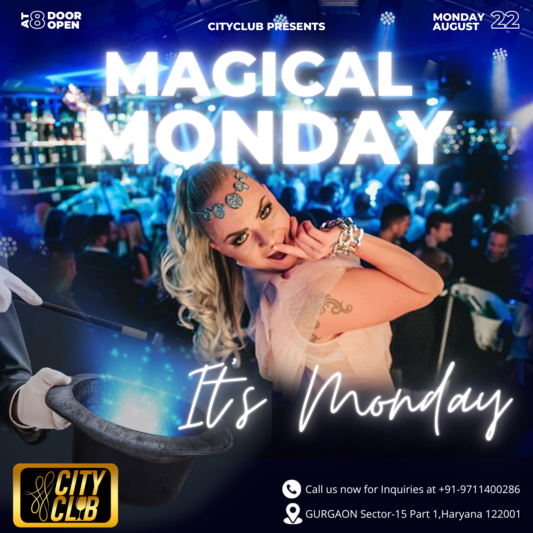 AT 8 DOOR OPEN
CITYCLUB PRESENTS
MONDAY AUGUST 22
MAGICAL
MONDAY
It's Monday
CITY
CLUB
Call us now for Inquiries at +91-9711400286
GURGAON Sector-15 Part 1,Haryana 122001